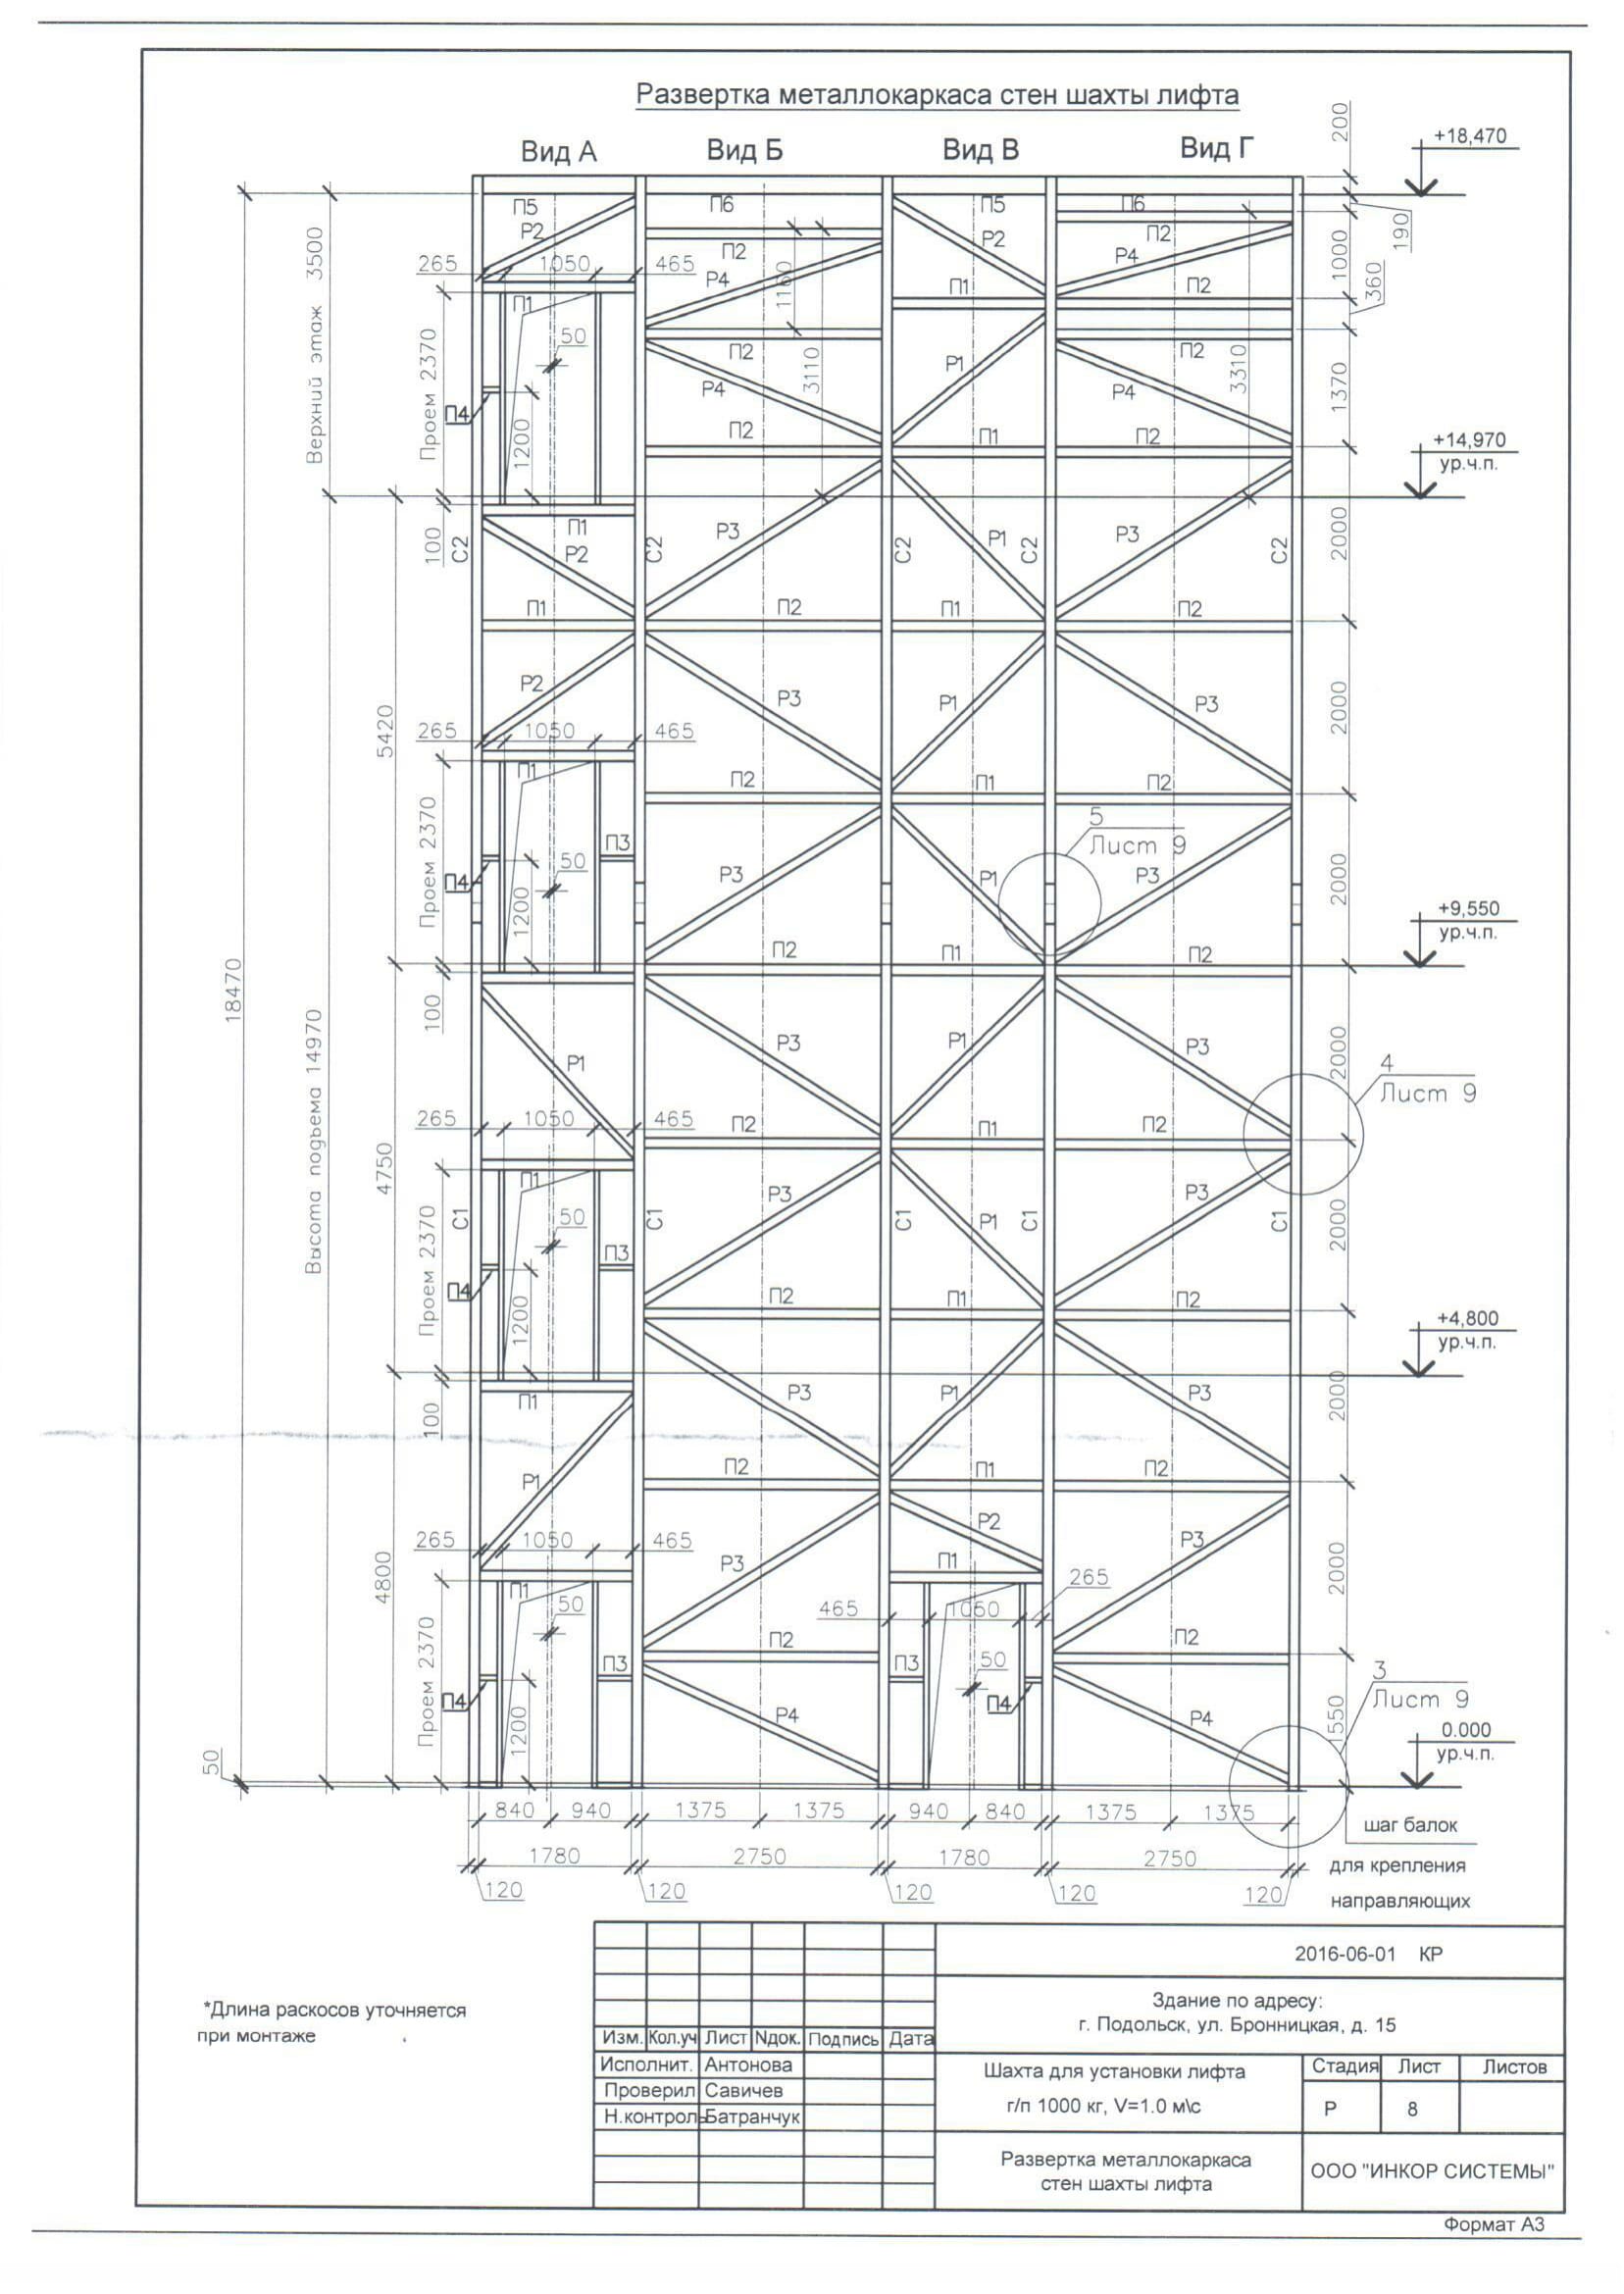 Развертка металлокаркаса стен шахты лифта
Вид А
Вид Б
Вид В
Вид Г
200
+18,470
П5
П6
П5
П6
190
Р2
Р2
П2
П2
1000
360
265
1050
465
Р4
1160
Р4
П1
П2
Верхний этаж 3500
П1
50
Проем 2370
П2
3110
Р1
П2
3310
1370
Р4
Р4
П4
1200
П2
П1
П2
+14,970
ур.ч.п.
100
С2
П1
Р2
С2
Р3
С2
Р1
С2
Р3
С2
2000
П1
П2
П1
П2
Р2
Р3
Р1
Р3
2000
5420
265
1050
465
П1
П2
П1
П2
Проем 2370
П3
50
П4
1200
Р3
Р1
Р3
5
Лист 9
2000
+9,550
ур.ч.п.
П2
П1
П2
18470
100
Высота подъема 14970
Р1
Р3
Р1
Р3
2000
4
Лист 9
265
1050
465
П2
П1
П2
4750
П1
Проем 2370
С1
С1
С1
С1
С1
50
П3
П4
1200
Р3
Р1
Р3
2000
П2
П1
П2
+4,800
ур.ч.п.
100
П1
Р3
Р1
Р3
2000
Р1
П2
П1
П2
265
1050
465
Р3
Р2
Р3
2000
4800
П1
П1
50
Проем 2370
465
1050
265
П3
П4
1200
П2
П3
50
П4
П2
Р4
Р4
3
Лист 9
1550
0.000
ур.ч.п.
50
840
940
1375
1375
940
840
1375
1375
шаг балок
для крепления
направляющих
1780
2750
1780
2750
120
120
120
120
120
*Длина раскосов уточняется
при монтаже
2016-06-01 КР
Здание по адресу:
г. Подольск, ул. Бронницкая, д. 15
Изм. Кол.уч Лист Nдок. Подпись Дата
Исполнит. Антонова
Проверил Савичев
Н.контроль Батранчук
Шахта для установки лифта
г/п 1000 кг, V=1.0 м\с
Стадия Лист Листов
Р 8
Развертка металлокаркаса
стен шахты лифта
ООО "ИНКОР СИСТЕМЫ"
Формат А3